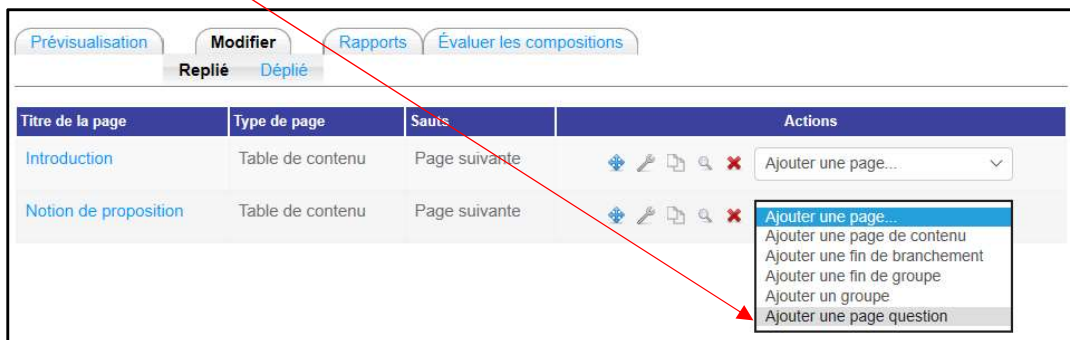 Prévisualisation Modifier Rapports Évaluer les compositions
Replié Déplié
Titre de la page Type de page Sauts Actions
Introduction Table de contenu Page suivante Ajouter une page...
Notion de proposition Table de contenu Page suivante Ajouter une page...
Ajouter une page de contenu
Ajouter une fin de branchement
Ajouter une fin de groupe
Ajouter un groupe
Ajouter une page question